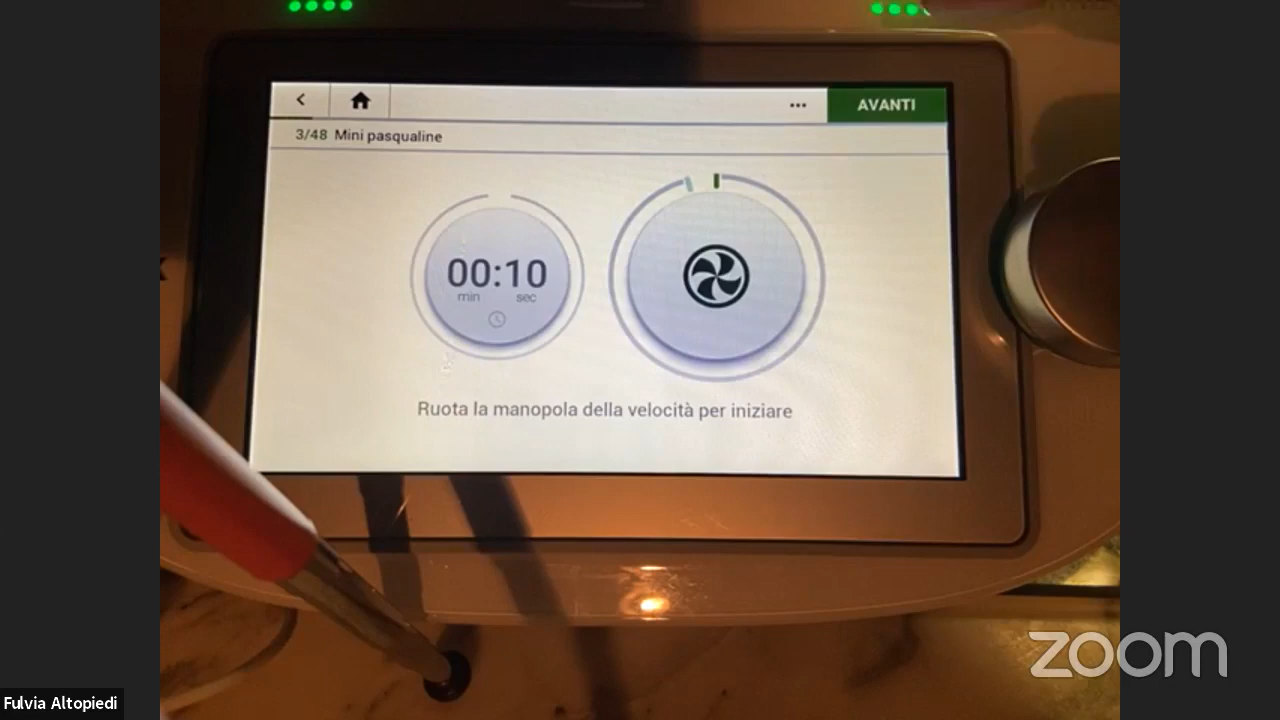 AVANTI
3/48 Mini pasqualine
00:10
min sec
Ruota la manopola della velocità per iniziare
zoom
Fulvia Altopiedi